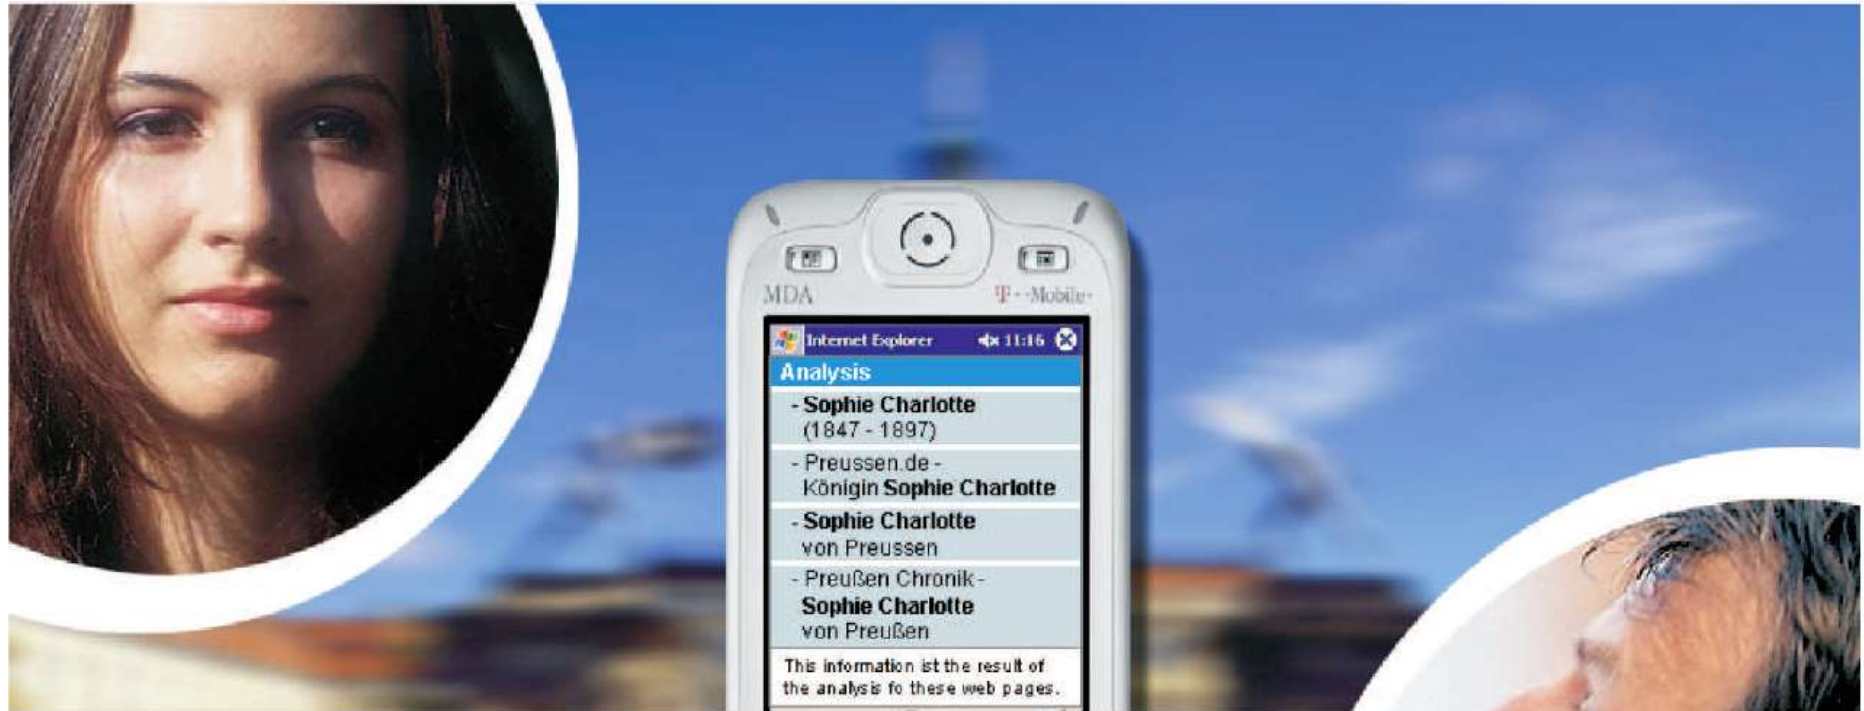 MDA
T··Mobile·
Internet Explorer 11:16
Analysis
- Sophie Charlotte
(1847 - 1897)
- Preussen.de -
Königin Sophie Charlotte
- Sophie Charlotte
von Preussen
- Preußen Chronik -
Sophie Charlotte
von Preußen
This information ist the result of
the analysis fo these web pages.